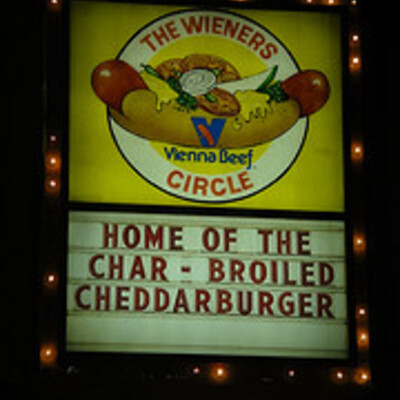 THE WIENERS
Vienna Beef
CIRCLE
HOME OF THE
CHAR - BROILED
CHEDDARBURGER